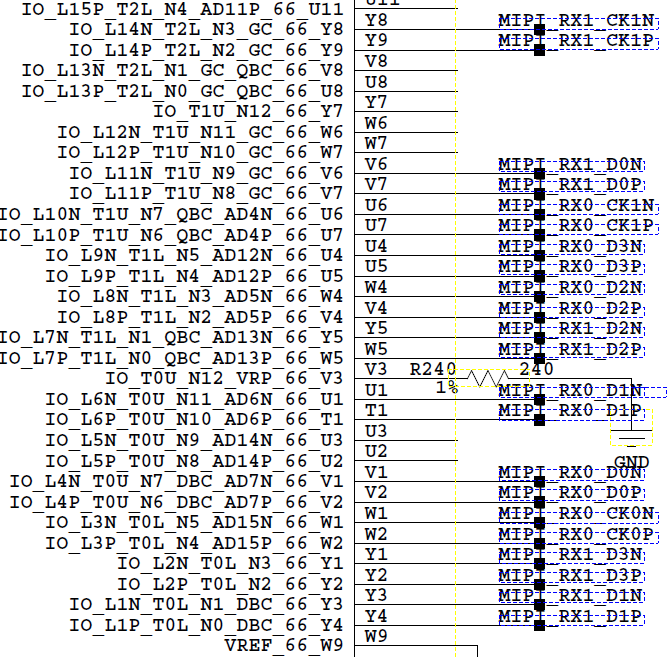 U11
IO_L15P_T2L_N4_AD11P_66_U11
IO_L14N_T2L_N3_GC_66_Y8 Y8 MIPI_RX1_CK1N
IO_L14P_T2L_N2_GC_66_Y9 Y9 MIPI_RX1_CK1P
IO_L13N_T2L_N1_GC_QBC_66_V8 V8
IO_L13P_T2L_N0_GC_QBC_66_U8 U8
IO_T1U_N12_66_Y7 Y7
IO_L12N_T1U_N11_GC_66_W6 W6
IO_L12P_T1U_N10_GC_66_W7 W7
IO_L11N_T1U_N9_GC_66_V6 V6 MIPI_RX1_D0N
IO_L11P_T1U_N8_GC_66_V7 V7 MIPI_RX1_D0P
IO_L10N_T1U_N7_QBC_AD4N_66_U6 U6 MIPI_RX0_CK1N
IO_L10P_T1U_N6_QBC_AD4P_66_U7 U7 MIPI_RX0_CK1P
IO_L9N_T1L_N5_AD12N_66_U4 U4 MIPI_RX0_D3N
IO_L9P_T1L_N4_AD12P_66_U5 U5 MIPI_RX0_D3P
IO_L8N_T1L_N3_AD5N_66_W4 W4 MIPI_RX0_D2N
IO_L8P_T1L_N2_AD5P_66_V4 V4 MIPI_RX0_D2P
IO_L7N_T1L_N1_QBC_AD13N_66_Y5 Y5 MIPI_RX1_D2N
IO_L7P_T1L_N0_QBC_AD13P_66_W5 W5 MIPI_RX1_D2P
IO_T0U_N12_VRP_66_V3 V3 R240 240
1%
IO_L6N_T0U_N11_AD6N_66_U1 U1 MIPI_RX0_D1N
IO_L6P_T0U_N10_AD6P_66_T1 T1 MIPI_RX0_D1P
IO_L5N_T0U_N9_AD14N_66_U3 U3
IO_L5P_T0U_N8_AD14P_66_U2 U2
GND
IO_L4N_T0U_N7_DBC_AD7N_66_V1 V1 MIPI_RX0_D0N
IO_L4P_T0U_N6_DBC_AD7P_66_V2 V2 MIPI_RX0_D0P
IO_L3N_T0L_N5_AD15N_66_W1 W1 MIPI_RX0_CK0N
IO_L3P_T0L_N4_AD15P_66_W2 W2 MIPI_RX0_CK0P
IO_L2N_T0L_N3_66_Y1 Y1 MIPI_RX1_D3N
IO_L2P_T0L_N2_66_Y2 Y2 MIPI_RX1_D3P
IO_L1N_T0L_N1_DBC_66_Y3 Y3 MIPI_RX1_D1N
IO_L1P_T0L_N0_DBC_66_Y4 Y4 MIPI_RX1_D1P
VREF_66_W9 W9